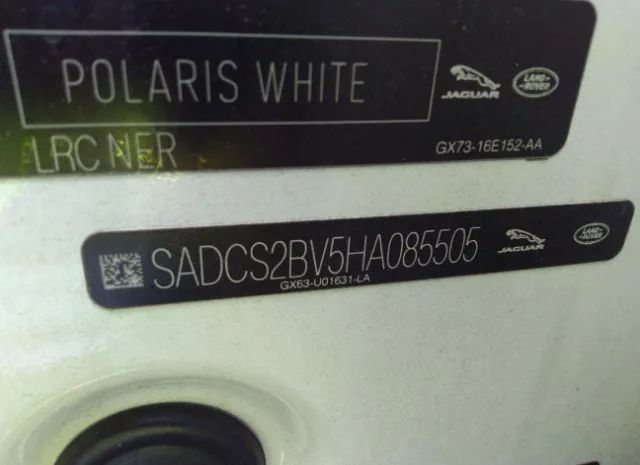 POLARIS WHITE
JAGUAR
LAND-
ROVER
LRC NER
GX73-16E152-AA
SADCS2BV5HA085505
GX63-U01631-LA
JAGUAR
LAND-
ROVER